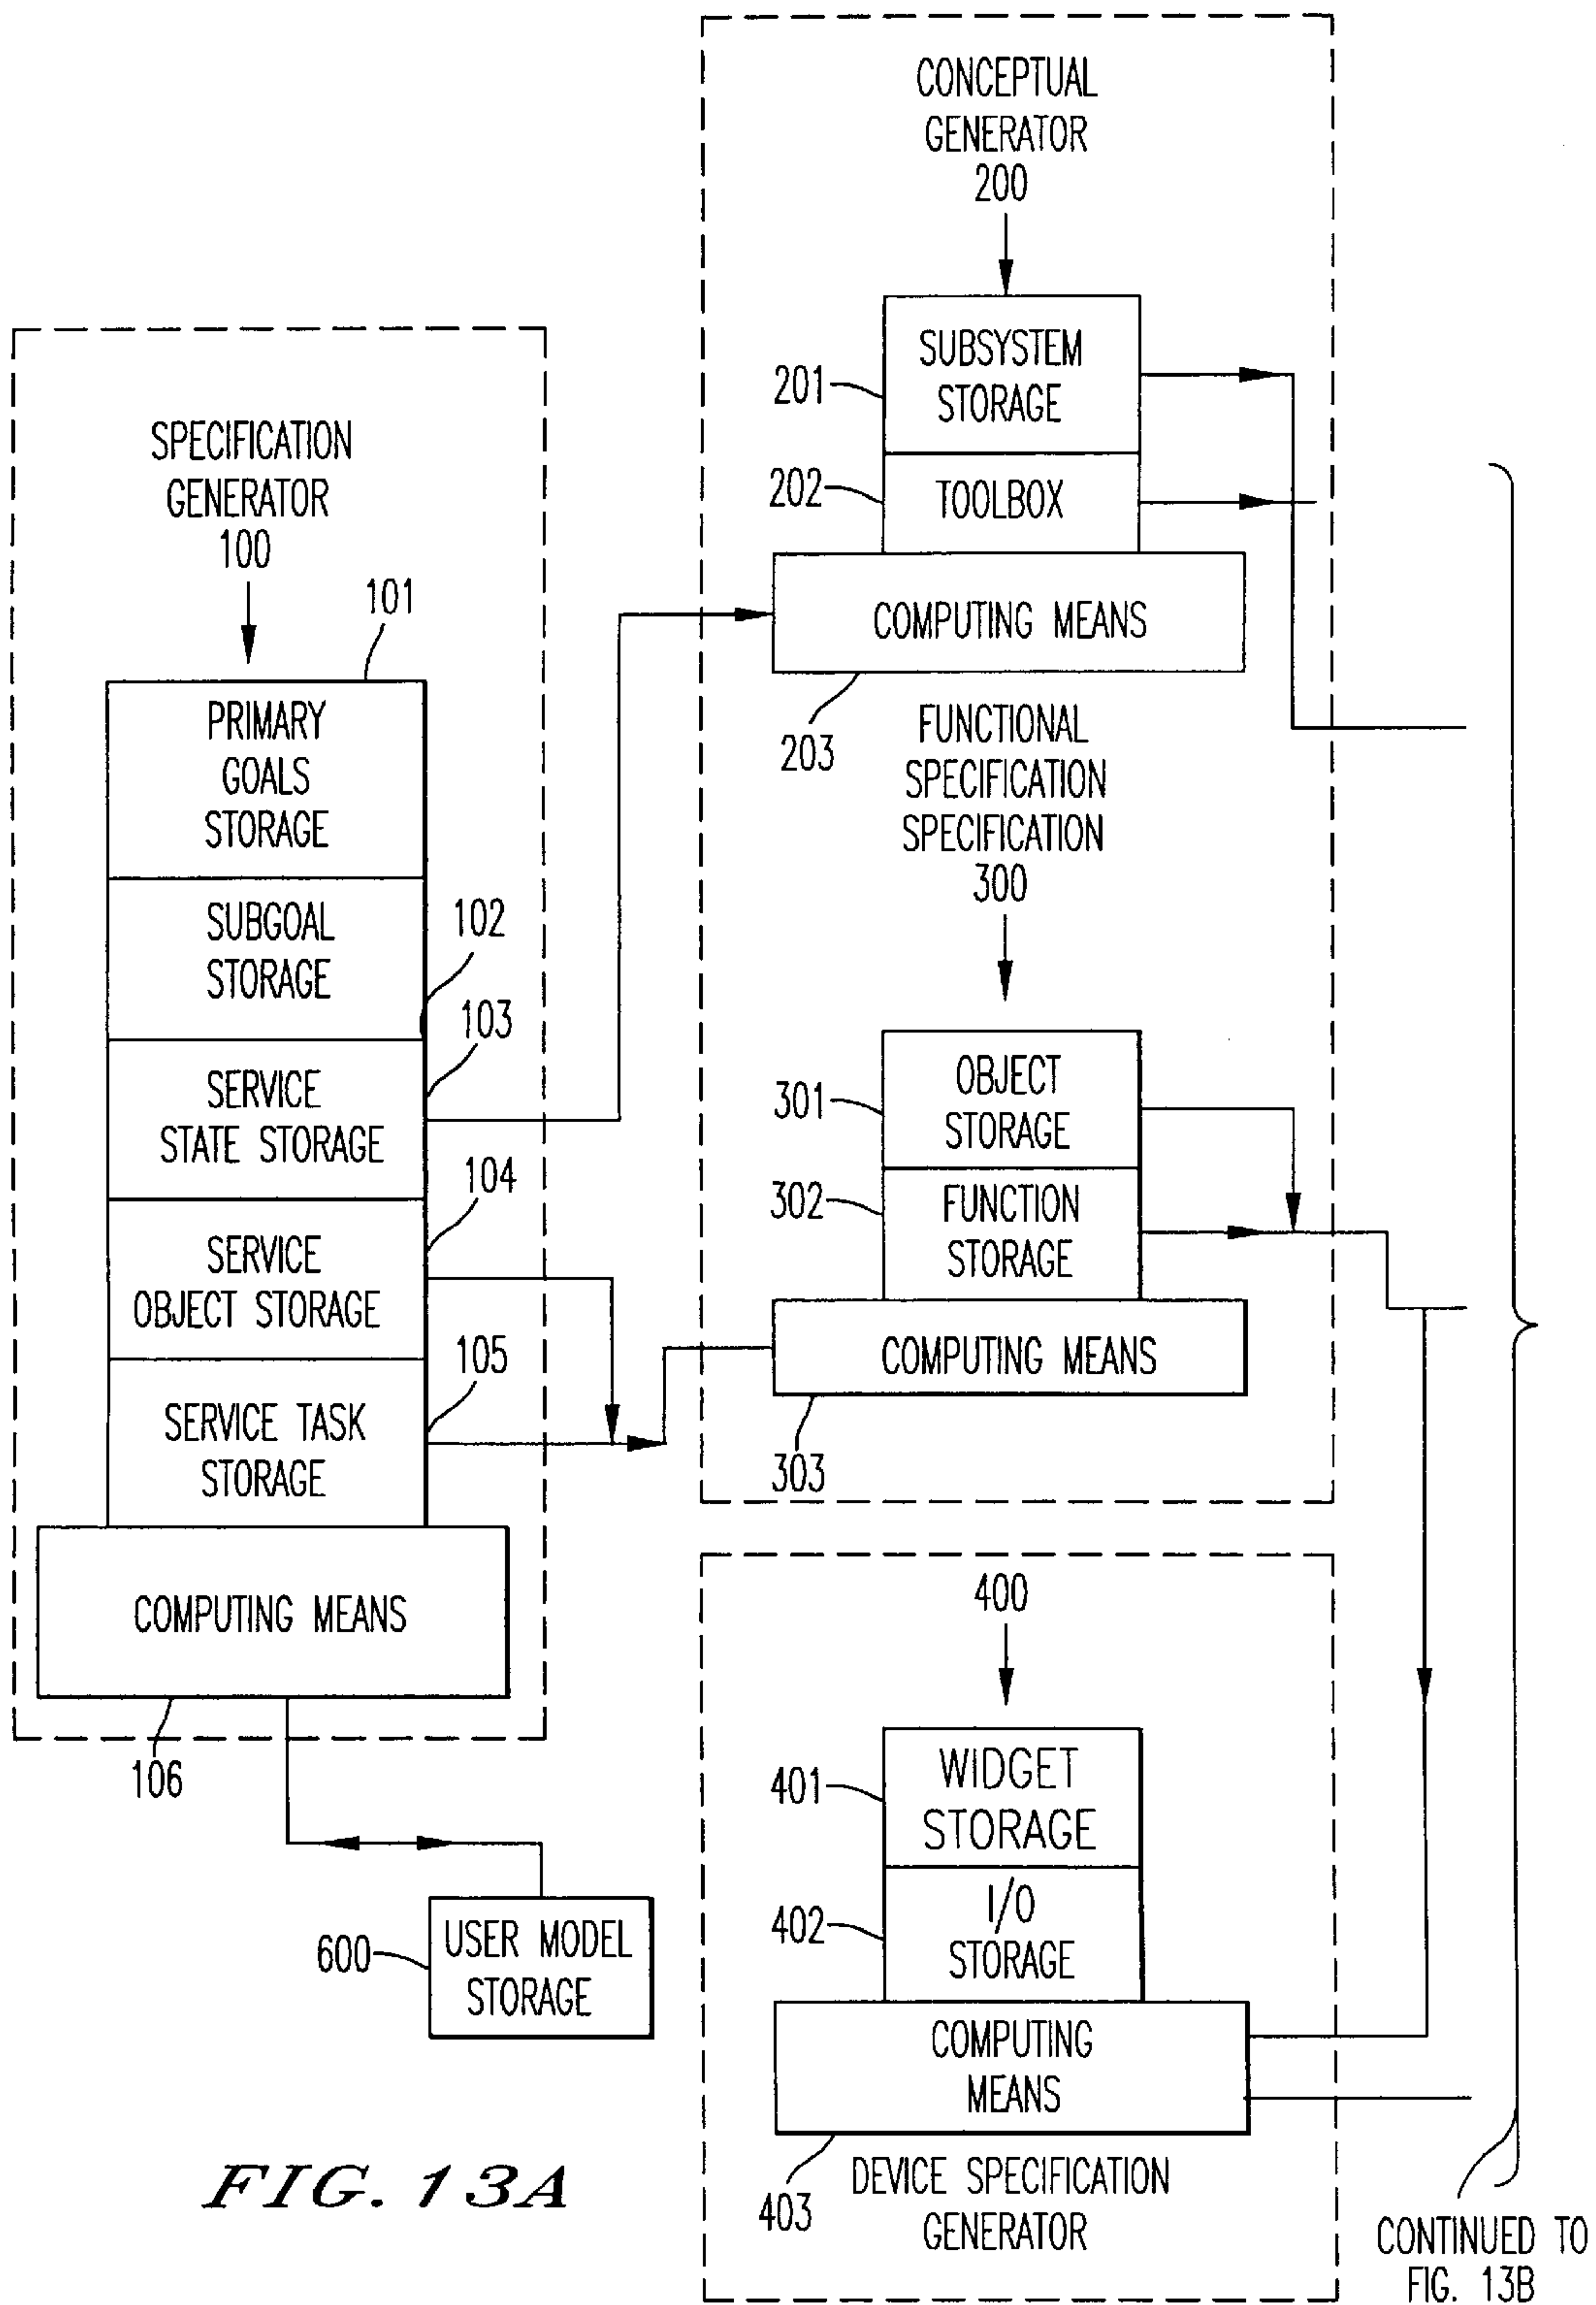 SPECIFICATION
GENERATOR
100
101
PRIMARY
GOALS
STORAGE
SUBGOAL
STORAGE
102
103
SERVICE
STATE STORAGE
104
SERVICE
OBJECT STORAGE
105
SERVICE TASK
STORAGE
COMPUTING MEANS
106
600
USER MODEL
STORAGE
CONCEPTUAL
GENERATOR
200
201
SUBSYSTEM
STORAGE
202
TOOLBOX
COMPUTING MEANS
203
FUNCTIONAL
SPECIFICATION
SPECIFICATION
300
301
OBJECT
STORAGE
302
FUNCTION
STORAGE
COMPUTING MEANS
303
400
401
WIDGET
STORAGE
402
I/O
STORAGE
COMPUTING
MEANS
403
DEVICE SPECIFICATION
GENERATOR
CONTINUED TO
FIG. 13B
FIG. 13A